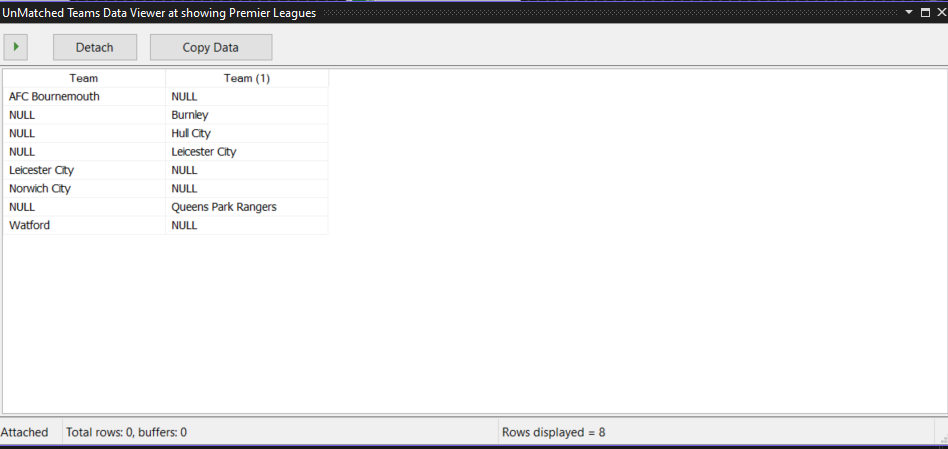 UnMatched Teams Data Viewer at showing Premier Leagues
Detach Copy Data
Team Team (1)
AFC Bournemouth NULL
NULL Burnley
NULL Hull City
NULL Leicester City
Leicester City NULL
Norwich City NULL
NULL Queens Park Rangers
Watford NULL
Attached Total rows: 0, buffers: 0 Rows displayed = 8